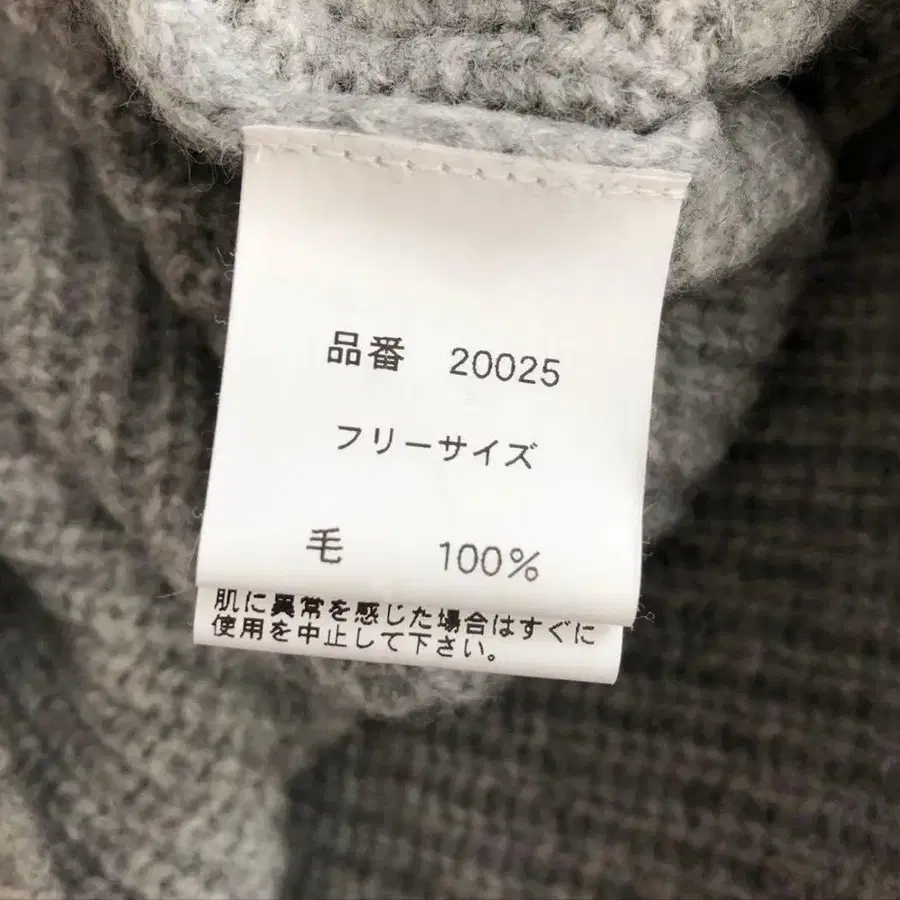 品番 20025
フリーサイズ
毛 100%
肌に異常を感じた場合はすぐに
使用を中止して下さい。